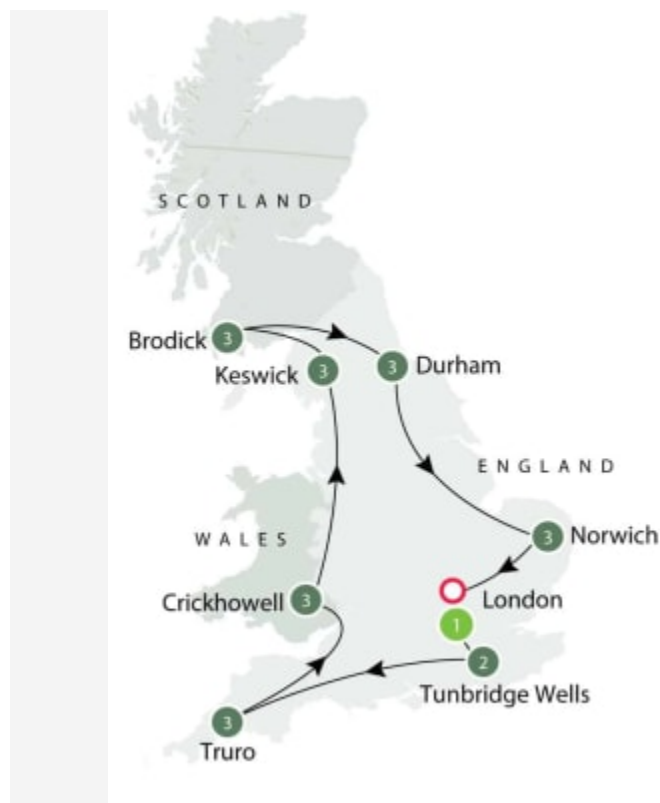 SCOTLAND
Brodick 3
Keswick 3
3 Durham
ENGLAND
WALES
3 Norwich
Crickhowell 3
London
1
2
Tunbridge Wells
3
Truro